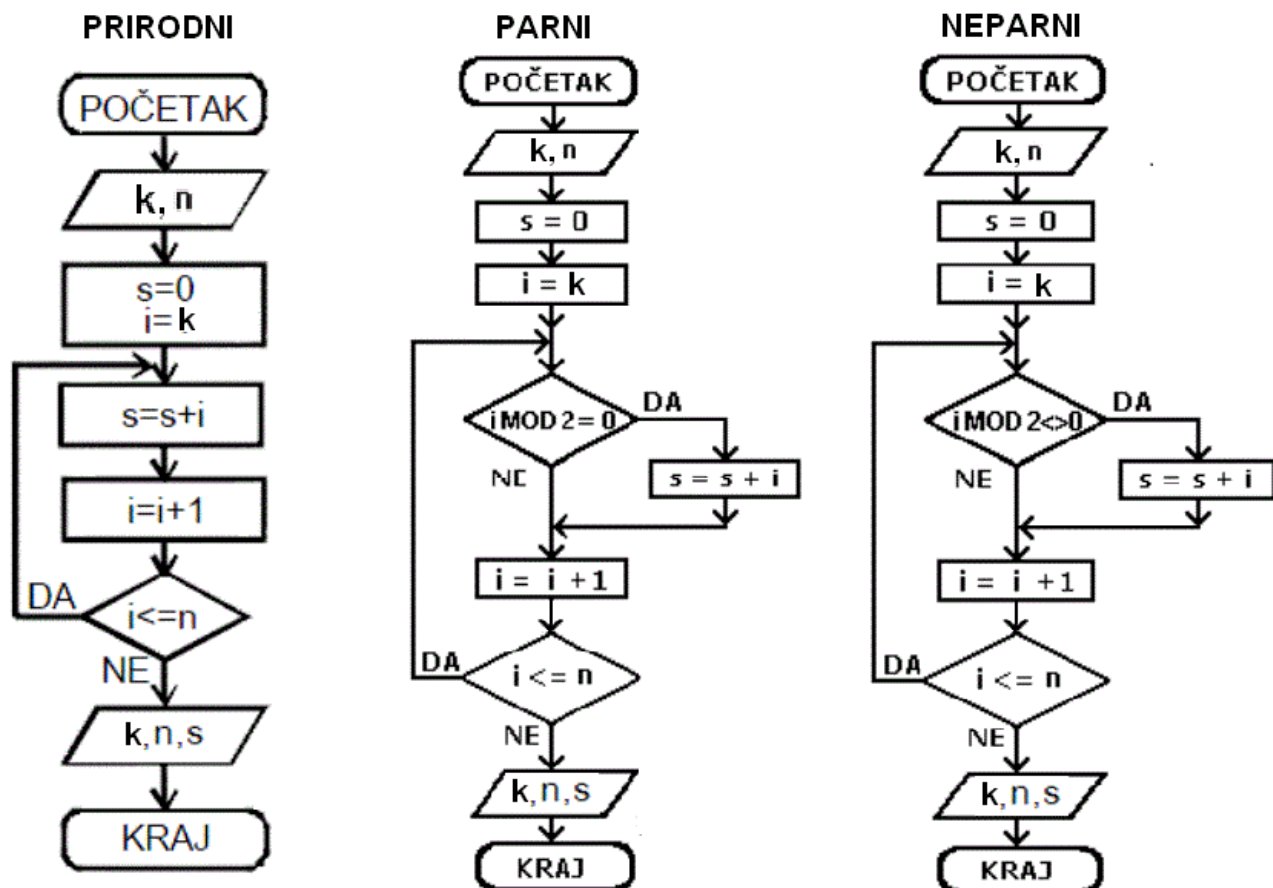 PRIRODNI
POČETAK
k, n
s=0
i=k
s=s+i
i=i+1
DA
i<=n
NE
k,n,s
KRAJ
PARNI
POČETAK
k, n
s = 0
i = k
i MOD 2 = 0
DA
NE
s = s + i
i = i +1
DA
i <= n
NE
k,n,s
KRAJ
NEPARNI
POČETAK
k, n
s = 0
i = k
i MOD 2<>0
DA
NE
s = s + i
i = i +1
DA
i <= n
NE
k,n,s
KRAJ